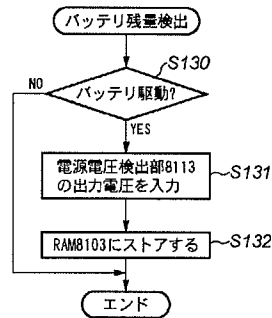 バッテリ残量検出
S130
バッテリ駆動?
NO
YES
電源電圧検出部8113
の出力電圧を入力
S131
RAM8103にストアする
S132
エンド